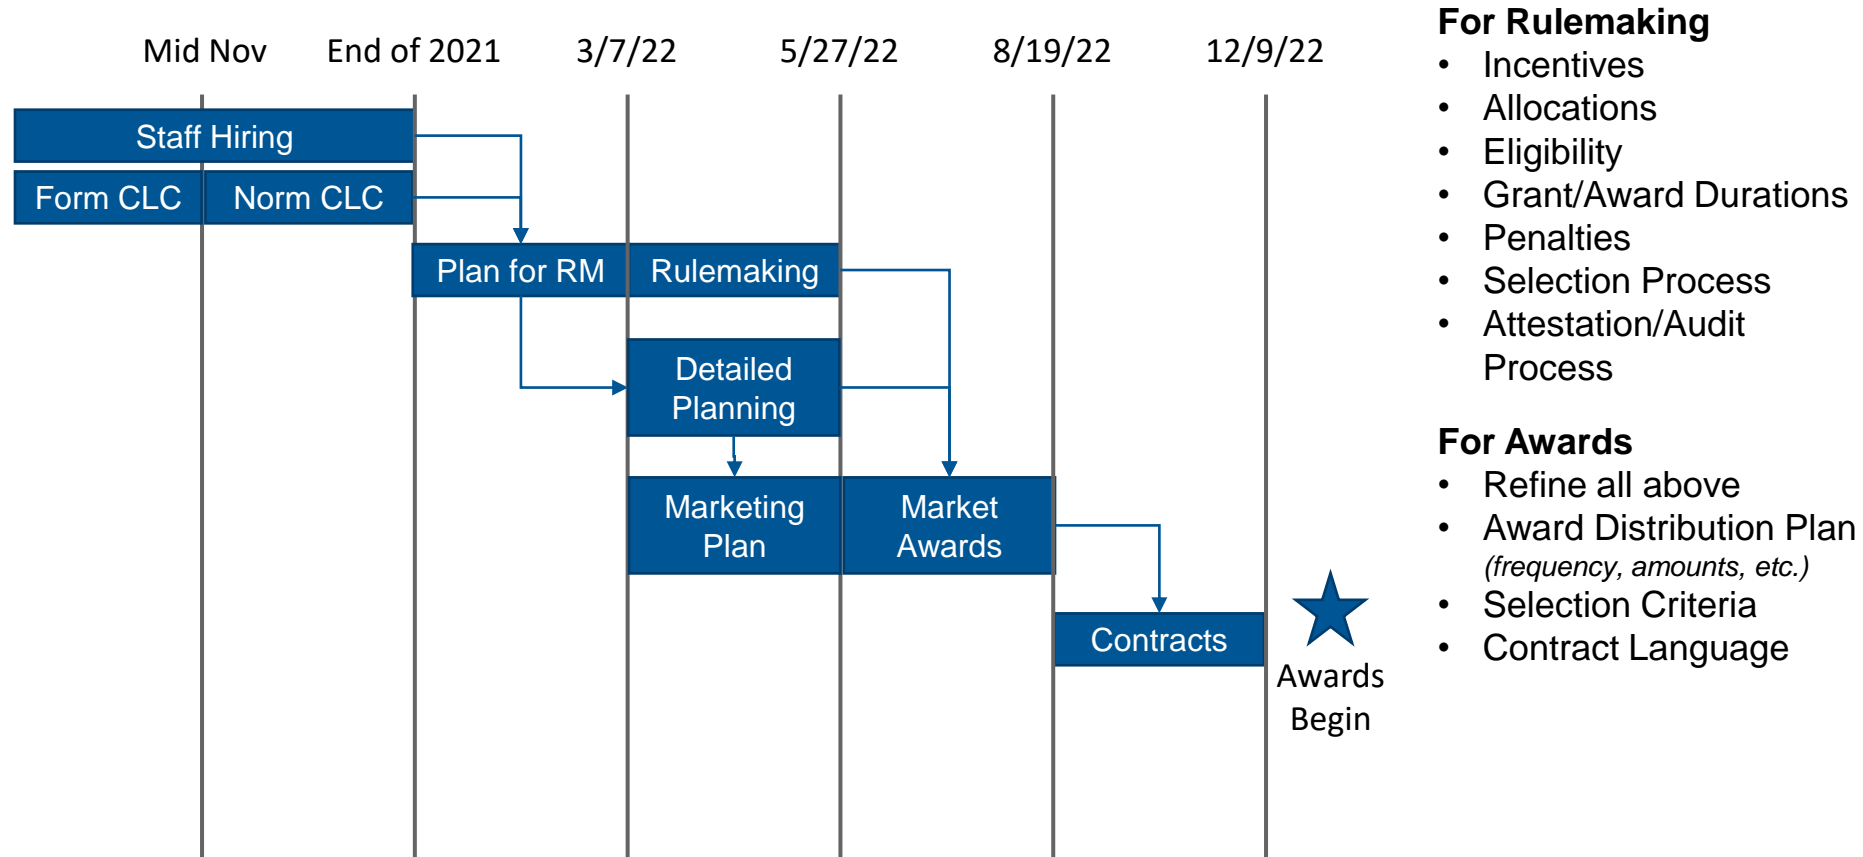 Mid Nov
End of 2021
3/7/22
5/27/22
8/19/22
12/9/22
Staff Hiring
Form CLC
Norm CLC
Plan for RM
Rulemaking
Detailed
Planning
Marketing
Plan
Market
Awards
Contracts
Awards
Begin
For Rulemaking
• Incentives
• Allocations
• Eligibility
• Grant/Award Durations
• Penalties
• Selection Process
• Attestation/Audit
Process
For Awards
• Refine all above
• Award Distribution Plan
(frequency, amounts, etc.)
• Selection Criteria
• Contract Language